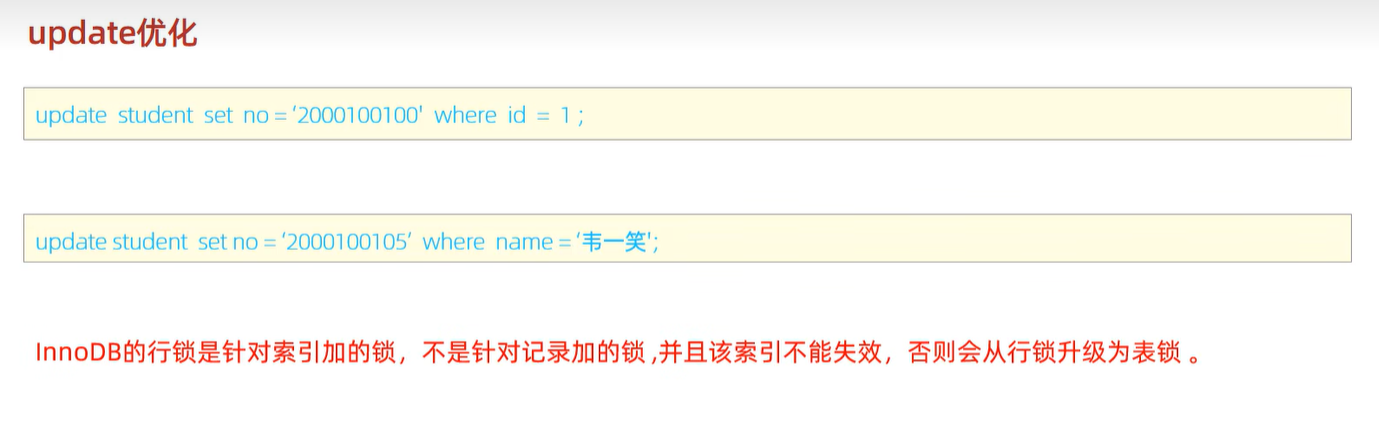 update优化
update student set no = ‘2000100100' where id = 1 ;
update student set no = ‘2000100105’ where name = ‘韦一笑';
InnoDB的行锁是针对索引加的锁，不是针对记录加的锁 ,并且该索引不能失效，否则会从行锁升级为表锁 。